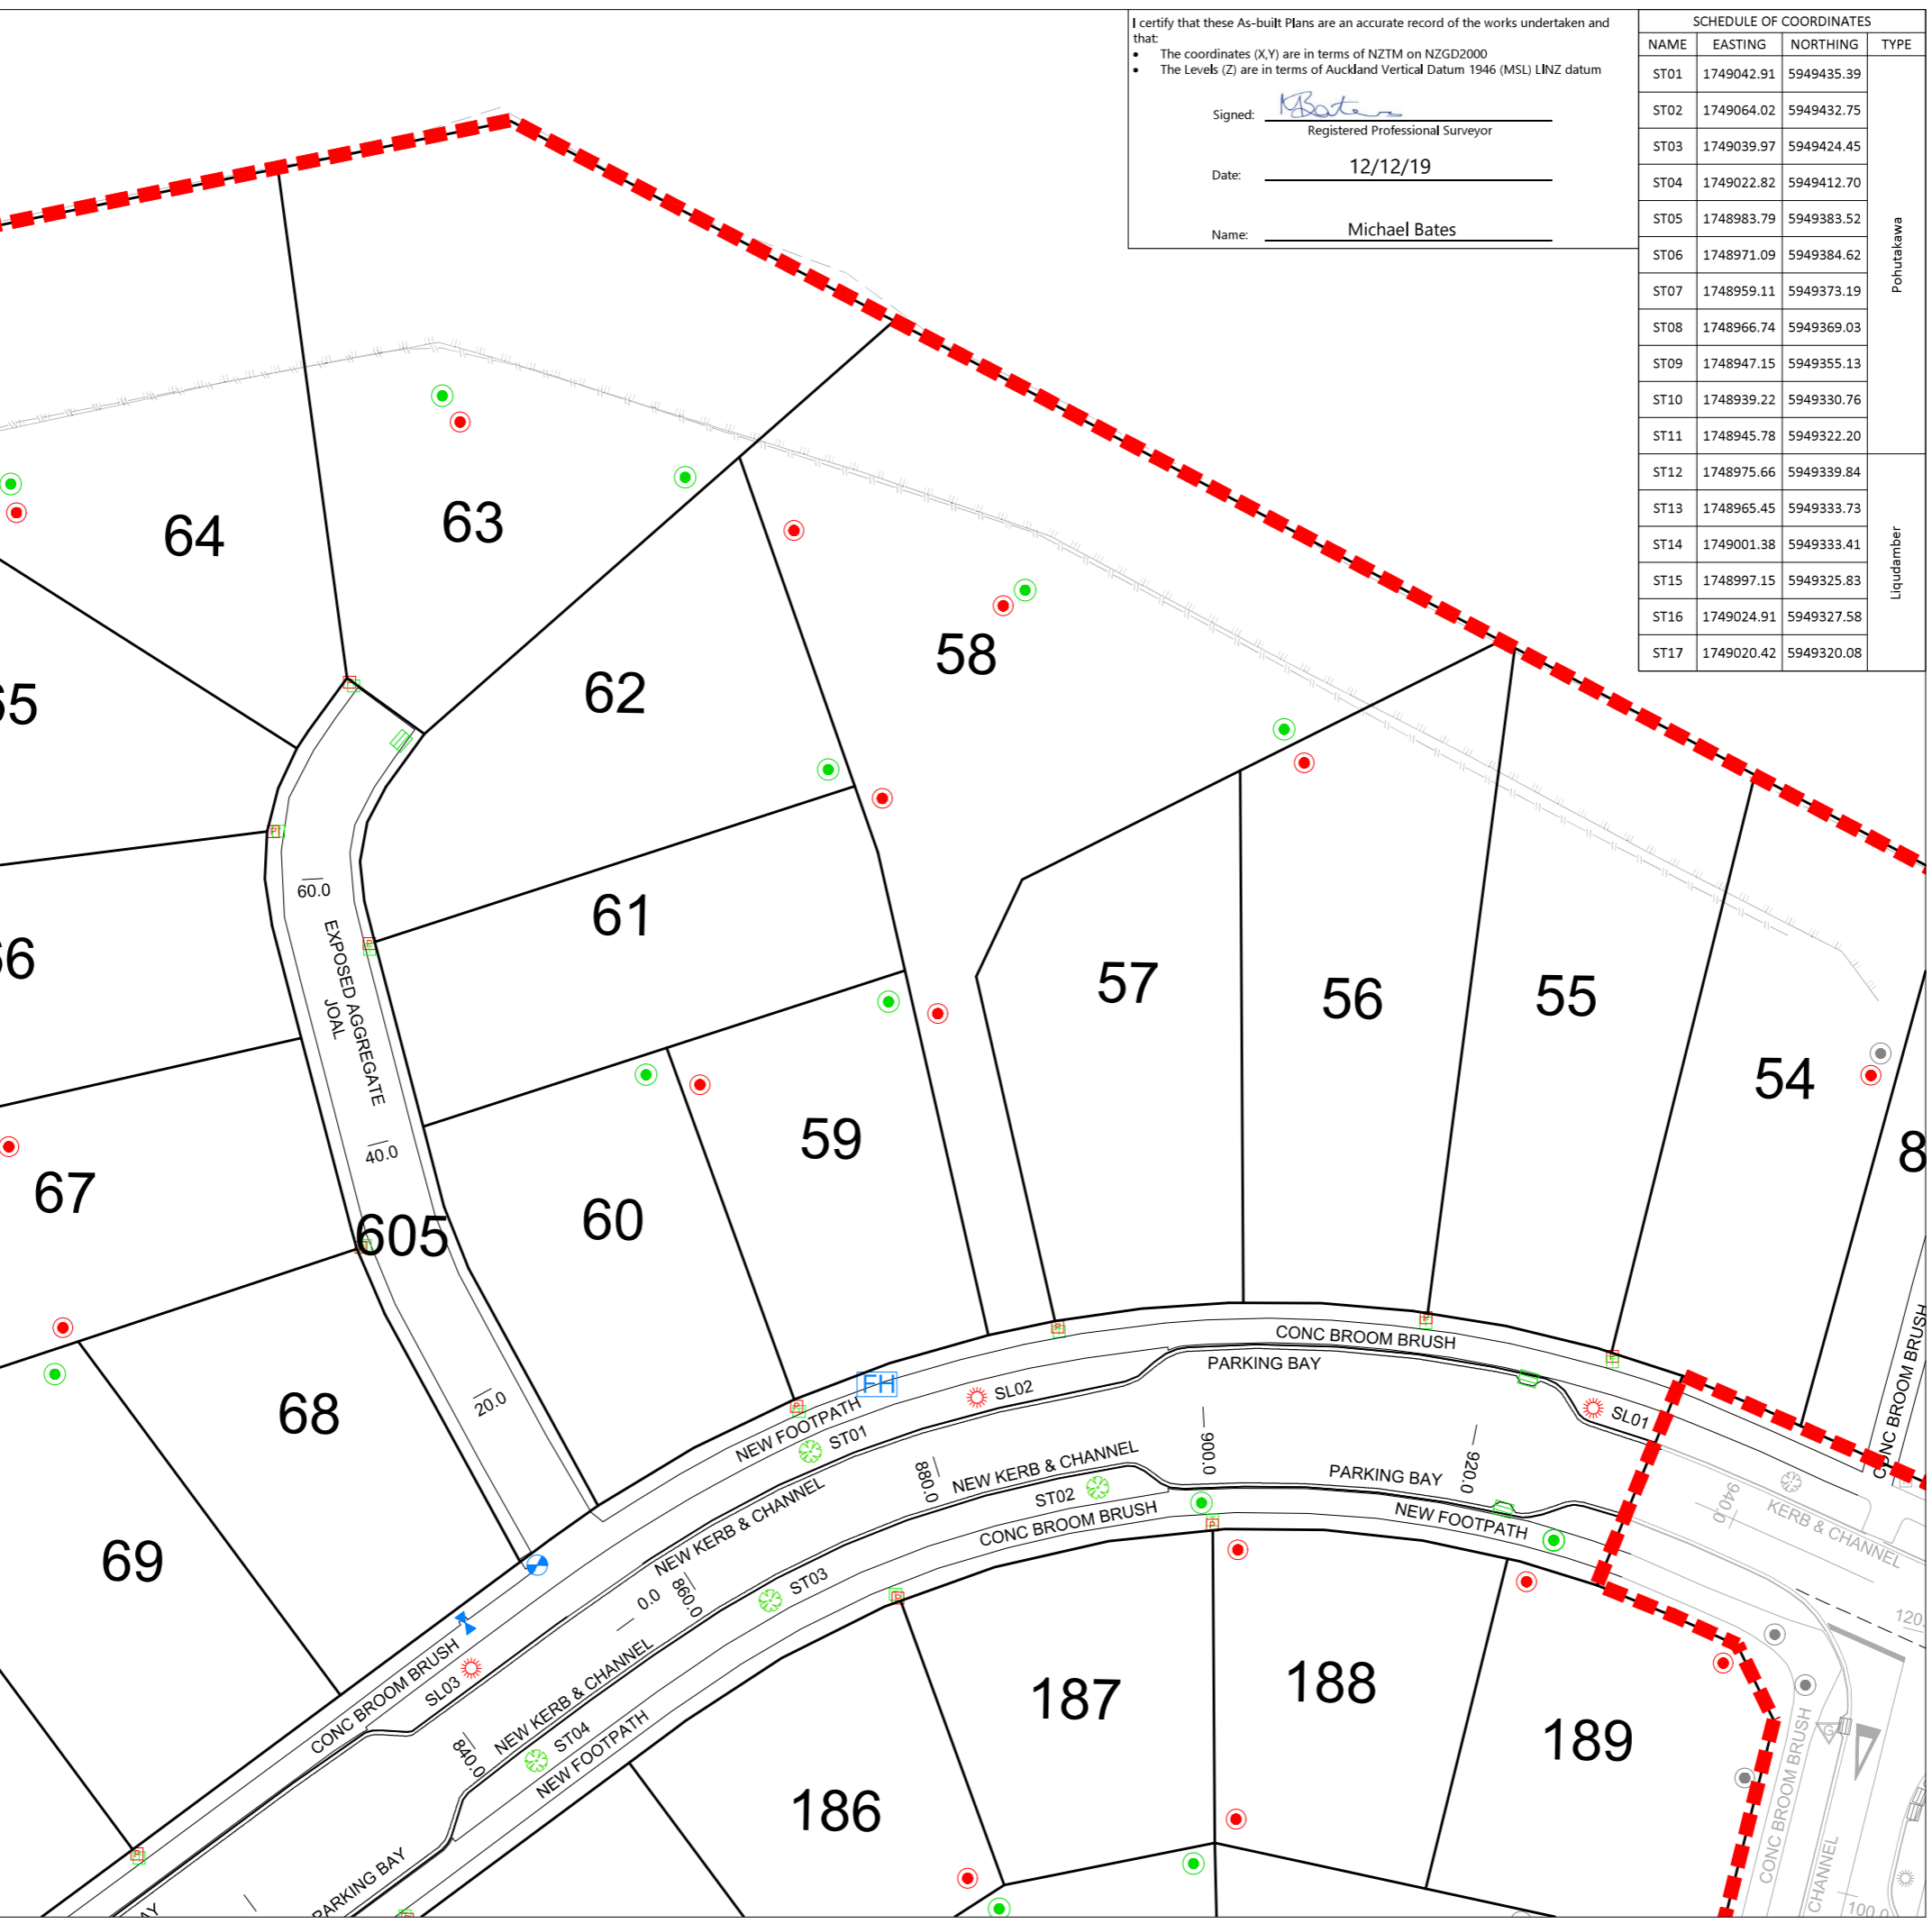 I certify that these As-built Plans are an accurate record of the works undertaken and
that:
• The coordinates (X,Y) are in terms of NZTM on NZGD2000
• The Levels (Z) are in terms of Auckland Vertical Datum 1946 (MSL) LINZ datum
Signed:
Registered Professional Surveyor
Date: 12/12/19
Name: Michael Bates
SCHEDULE OF COORDINATES
NAME EASTING NORTHING TYPE
ST01 1749042.91 5949435.39
ST02 1749064.02 5949432.75
ST03 1749039.97 5949424.45
ST04 1749022.82 5949412.70
ST05 1748983.79 5949383.52
ST06 1748971.09 5949384.62
ST07 1748959.11 5949373.19
ST08 1748966.74 5949369.03
ST09 1748947.15 5949355.13
ST10 1748939.22 5949330.76
ST11 1748945.78 5949322.20
Pohutakawa
ST12 1748975.66 5949339.84
ST13 1748965.45 5949333.73
ST14 1749001.38 5949333.41
ST15 1748997.15 5949325.83
ST16 1749024.91 5949327.58
ST17 1749020.42 5949320.08
Liqudamber
64
63
62
58
65
61
66
57
56
55
54
8
60
59
67
605
68
69
186
187
188
189
60.0
EXPOSED AGGREGATE
JOAL
40.0
20.0
CONC BROOM BRUSH
PARKING BAY
FH
SL02
SL01
NEW FOOTPATH
ST01
NEW KERB & CHANNEL
880.0
NEW KERB & CHANNEL
900.0
PARKING BAY
920.0
ST02
CONC BROOM BRUSH
NEW FOOTPATH
940.0
KERB & CHANNEL
CONC BROOM BRUSH
ST03
0.0
860.0
120.
CONC BROOM BRUSH
SL03
NEW KERB & CHANNEL
ST04
840.0
NEW FOOTPATH
PARKING BAY
AY
G
CONC BROOM BRUSH
CHANNEL
100.0